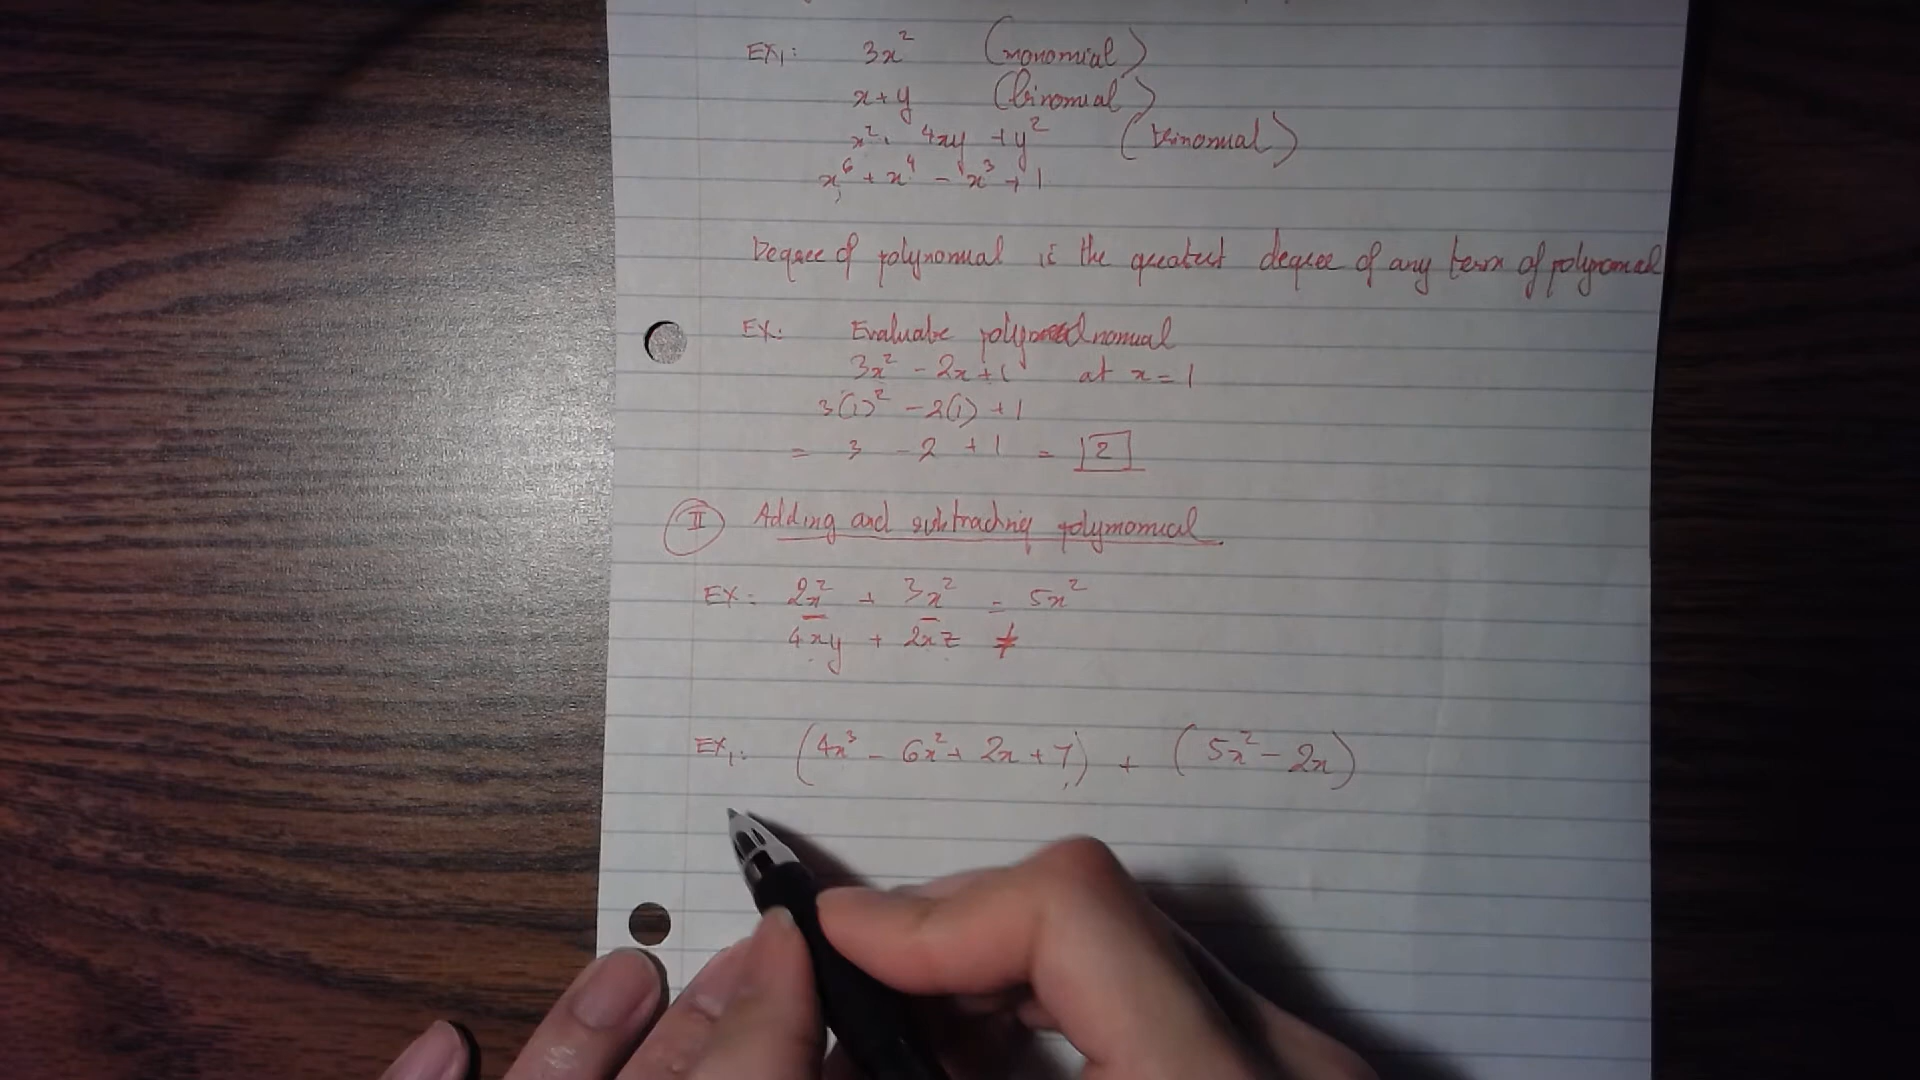 EX1: 3x² (monomial)
x+y (binomial)
x² . 4xy + y² (trinomial)
x⁶ + x⁴ - x³ + 1
Degree of polynomial is the greatest degree of any term of polynomial
EX: Evaluate polynomial
3x² - 2x + 1 at x = 1
3(1)² - 2(1) + 1
= 3 - 2 + 1 = 2
II Adding and subtracting polynomial
EX: 2x² + 3x² = 5x²
4xy + 2xz ≠
EX1: (4x³ - 6x² + 2x + 7) + (5x² - 2x)